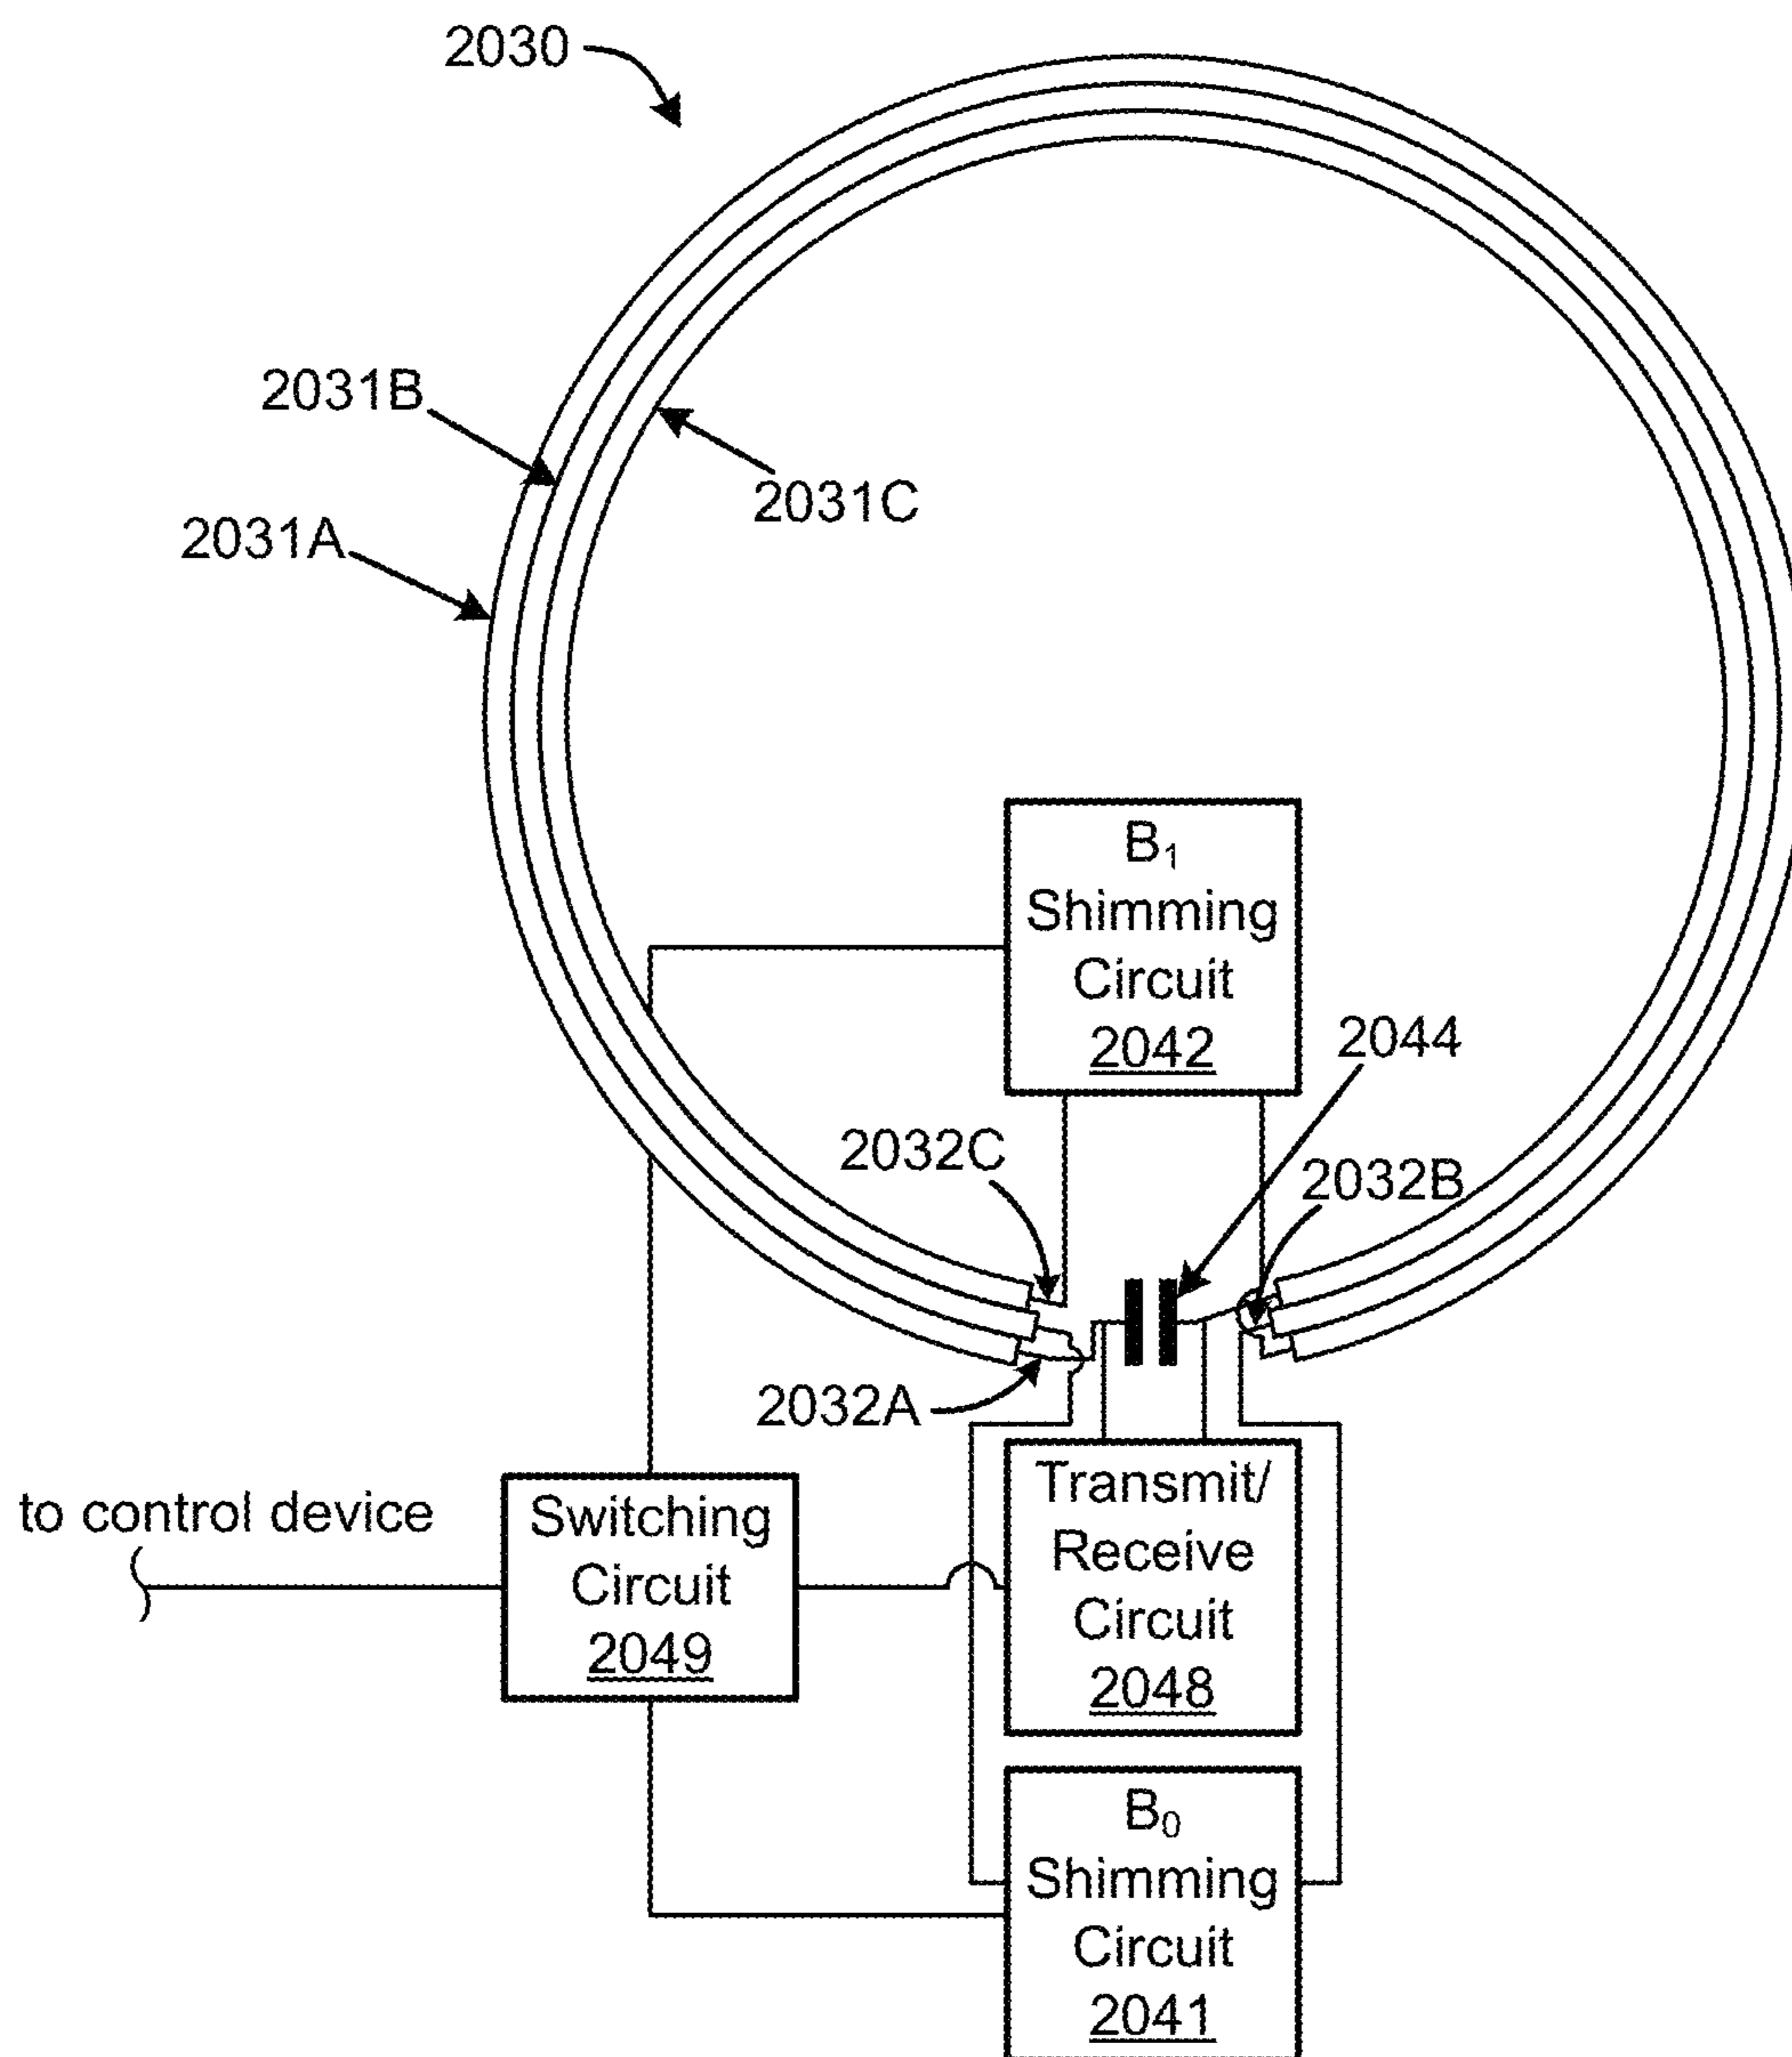 2030
2031B
2031C
2031A
B₁
Shimming
Circuit
2042
2044
2032C
2032B
2032A
to control device
Switching
Circuit
2049
Transmit/
Receive
Circuit
2048
B₀
Shimming
Circuit
2041